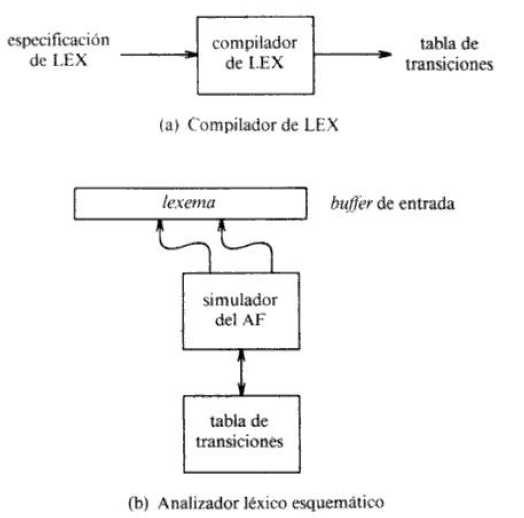 especificación
de LEX
compilador
de LEX
tabla de
transiciones
(a) Compilador de LEX
lexema
buffer de entrada
simulador
del AF
tabla de
transiciones
(b) Analizador léxico esquemático